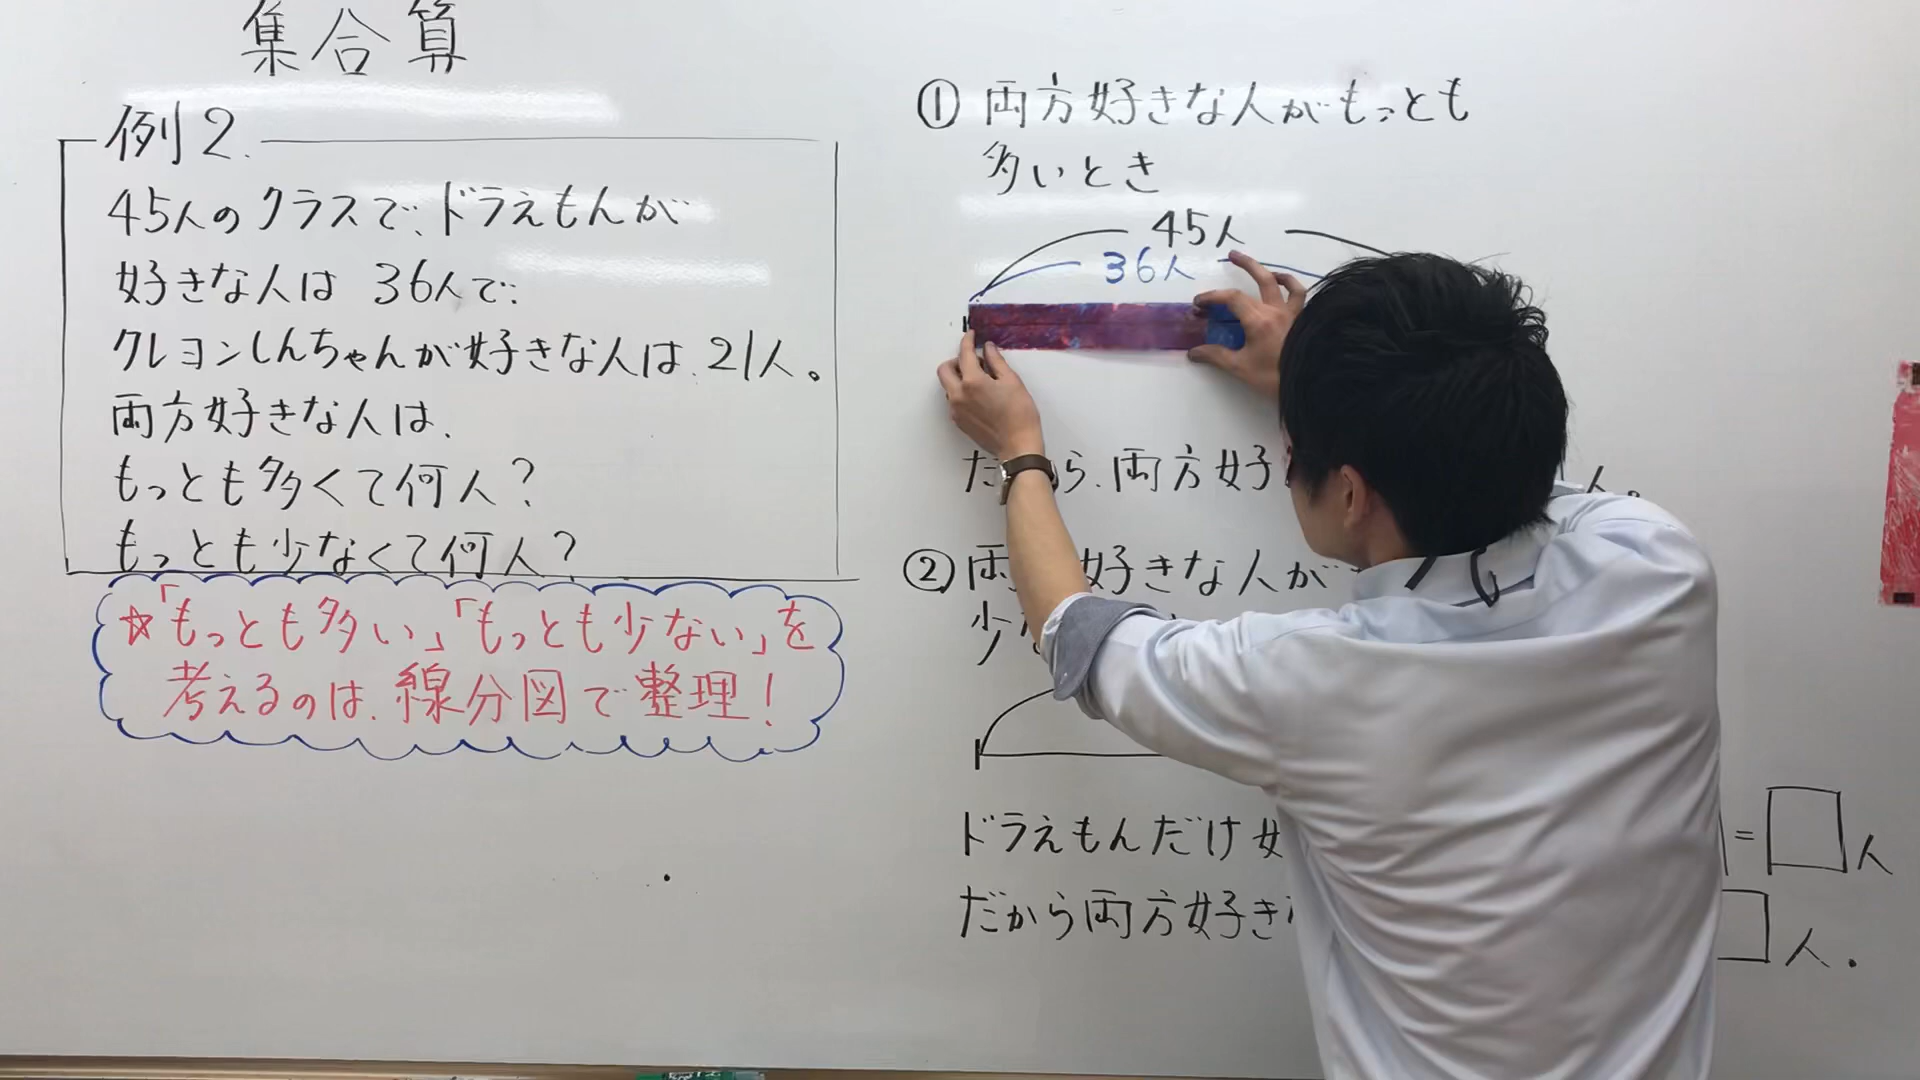 集合算
例2.
45人のクラスで、ドラえもんが
好きな人は 36人で、
クレヨンしんちゃんが好きな人は、21人。
両方好きな人は、
もっとも多くて何人?
もっとも少なくて何人?
☆「もっとも多い」「もっとも少ない」を
考えるのは、線分図で整理!
① 両方好きな人がもっとも
多いとき
45人
36人
だ ら、両方好 人。
② 両 好きな人が
少
ドラえもんだけ = 人
だから両方好き 人.